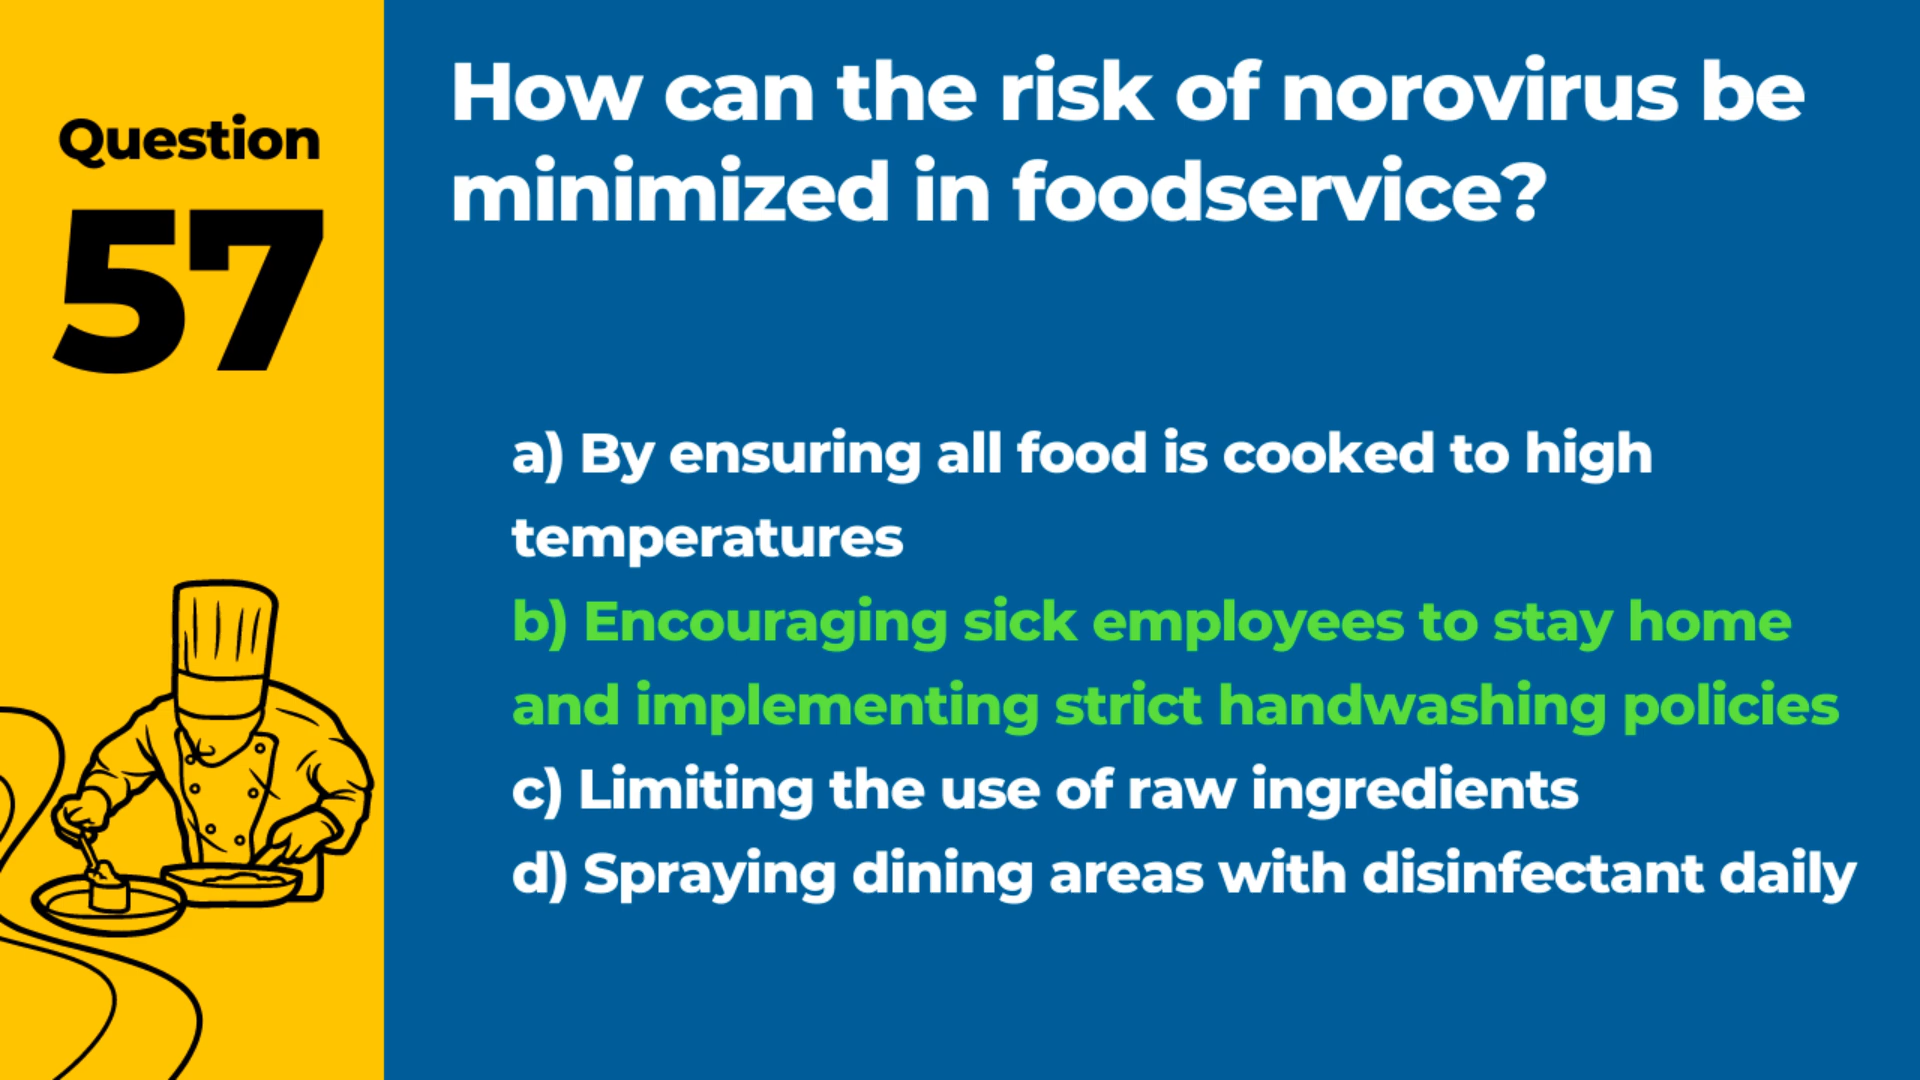 Question
57
How can the risk of norovirus be
minimized in foodservice?
a) By ensuring all food is cooked to high
temperatures
b) Encouraging sick employees to stay home
and implementing strict handwashing policies
c) Limiting the use of raw ingredients
d) Spraying dining areas with disinfectant daily